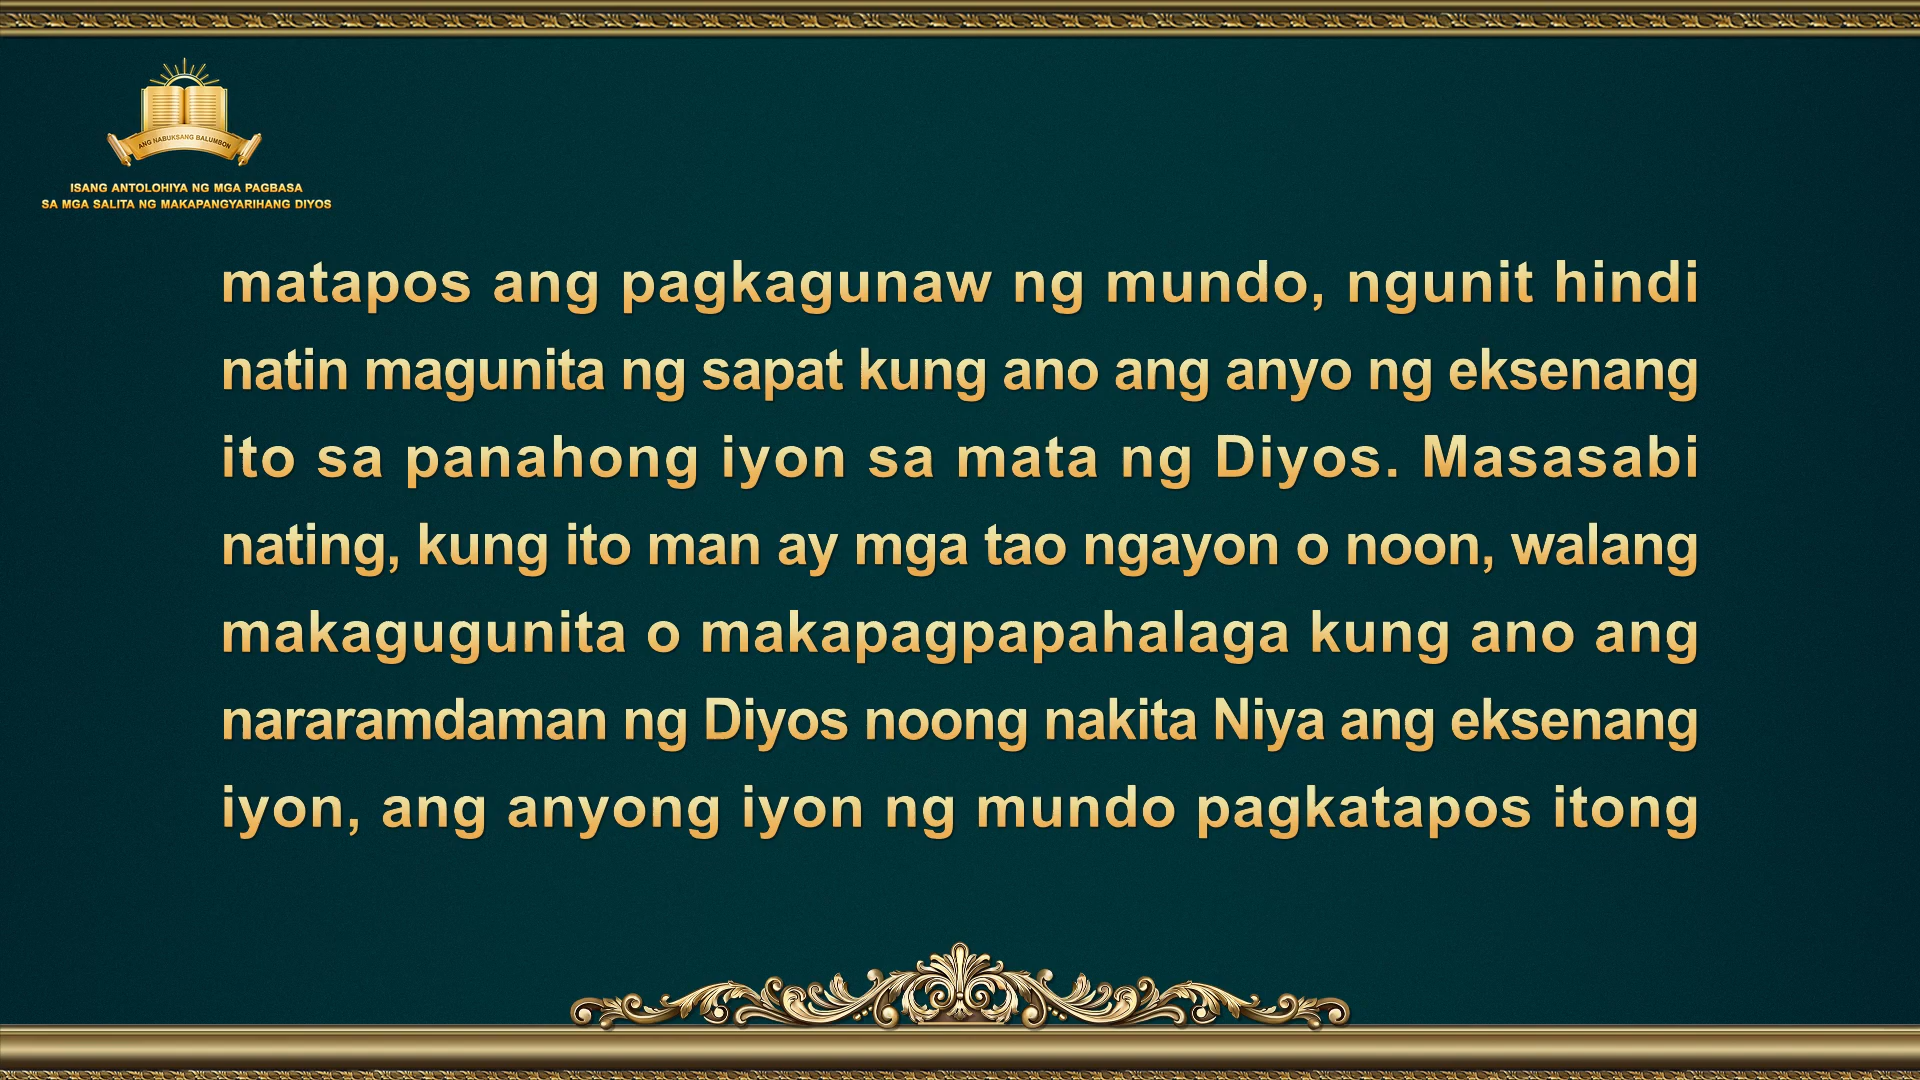 ANG NABUKSANG BALUMBON
ISANG ANTOLOHIYA NG MGA PAGBASA
SA MGA SALITA NG MAKAPANGYARIHANG DIYOS
matapos ang pagkagunaw ng mundo, ngunit hindi
natin magunita ng sapat kung ano ang anyo ng eksenang
ito sa panahong iyon sa mata ng Diyos. Masasabi
nating, kung ito man ay mga tao ngayon o noon, walang
makagugunita o makapagpapahalaga kung ano ang
nararamdaman ng Diyos noong nakita Niya ang eksenang
iyon, ang anyong iyon ng mundo pagkatapos itong